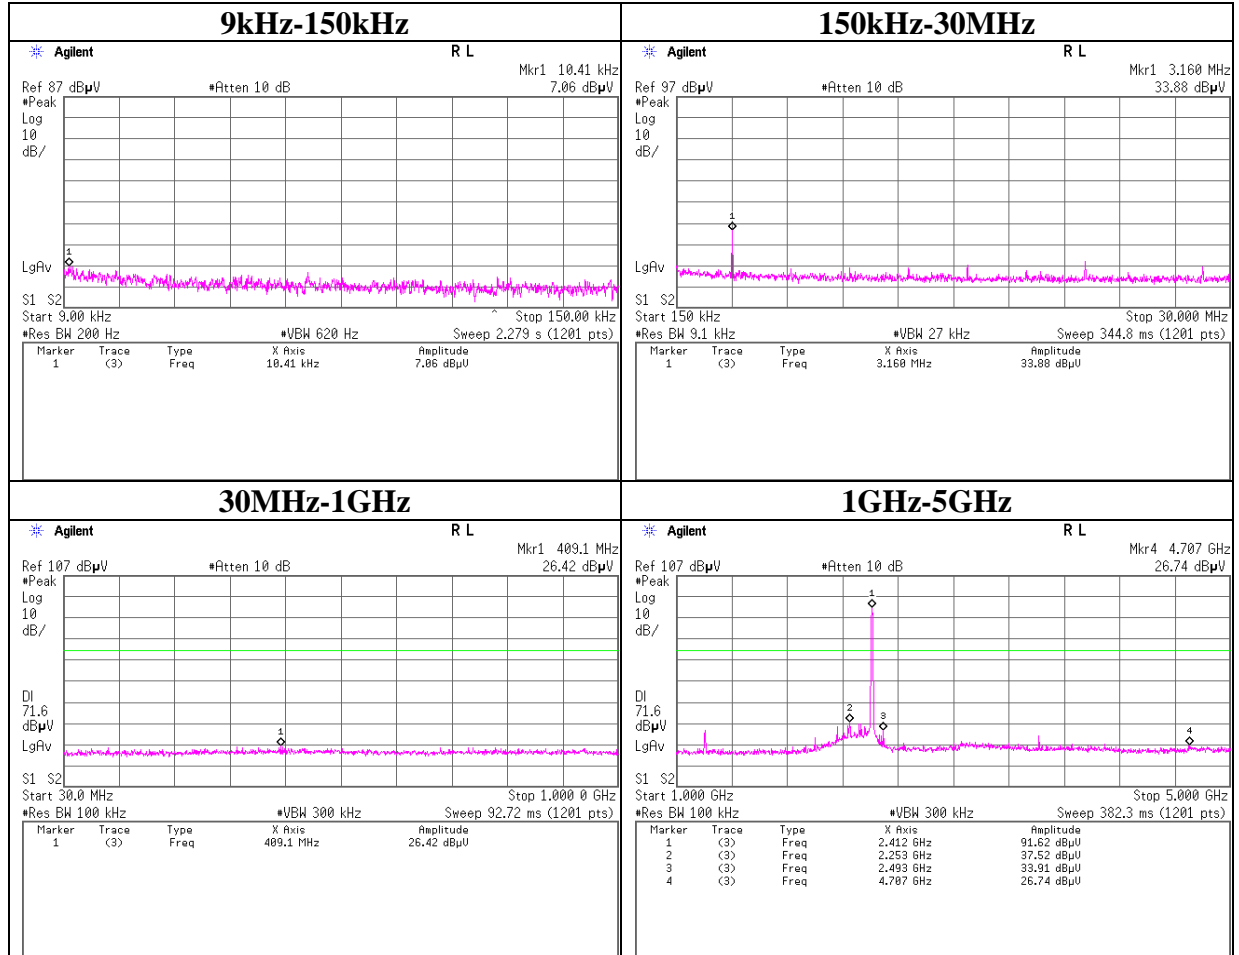 9kHz-150kHz
Agilent R L
Mkr1 10.41 kHz
Ref 87 dBµV #Atten 10 dB 7.06 dBµV
#Peak
Log
10
dB/
1
LgAv
S1 S2
Start 9.00 kHz ^ Stop 150.00 kHz
#Res BW 200 Hz #VBW 620 Hz Sweep 2.279 s (1201 pts)
Marker Trace Type X Axis Amplitude
1 (3) Freq 10.41 kHz 7.06 dBµV
150kHz-30MHz
Agilent R L
Mkr1 3.160 MHz
Ref 97 dBµV #Atten 10 dB 33.88 dBµV
#Peak
Log
10
dB/
1
LgAv
S1 S2
Start 150 kHz Stop 30.000 MHz
#Res BW 9.1 kHz #VBW 27 kHz Sweep 344.8 ms (1201 pts)
Marker Trace Type X Axis Amplitude
1 (3) Freq 3.160 MHz 33.88 dBµV
30MHz-1GHz
Agilent R L
Mkr1 409.1 MHz
Ref 107 dBµV #Atten 10 dB 26.42 dBµV
#Peak
Log
10
dB/
DI
71.6
dBµV
1
LgAv
S1 S2
Start 30.0 MHz Stop 1.000 0 GHz
#Res BW 100 kHz #VBW 300 kHz Sweep 92.72 ms (1201 pts)
Marker Trace Type X Axis Amplitude
1 (3) Freq 409.1 MHz 26.42 dBµV
1GHz-5GHz
Agilent R L
Mkr4 4.707 GHz
Ref 107 dBµV #Atten 10 dB 26.74 dBµV
#Peak
1
Log
10
dB/
DI
71.6
2
3
dBµV
4
LgAv
S1 S2
Start 1.000 GHz Stop 5.000 GHz
#Res BW 100 kHz #VBW 300 kHz Sweep 382.3 ms (1201 pts)
Marker Trace Type X Axis Amplitude
1 (3) Freq 2.412 GHz 91.62 dBµV
2 (3) Freq 2.253 GHz 37.52 dBµV
3 (3) Freq 2.493 GHz 33.91 dBµV
4 (3) Freq 4.707 GHz 26.74 dBµV